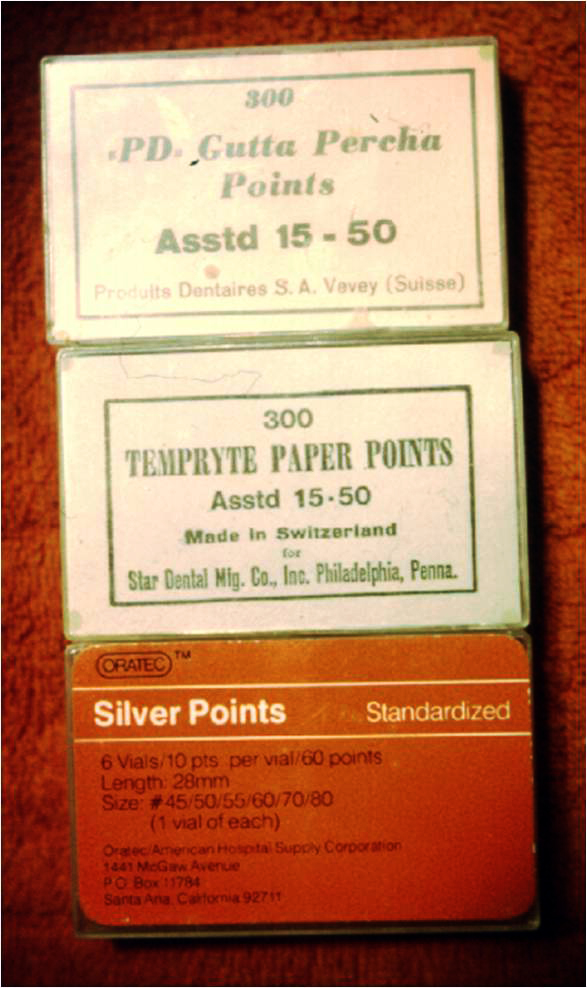 300
«PD» Gutta Percha
Points
Asstd 15 - 50
Produits Dentaires S. A. Vevey (Suisse)
300
TEMPRYTE PAPER POINTS
Asstd 15-50
Made in Switzerland
for
Star Dental Mfg. Co., Inc. Philadelphia, Penna.
ORATEC™
Silver Points Standardized
6 Vials/10 pts per vial/60 points
Length: 28mm
Size: #45/50/55/60/70/80
(1 vial of each)
Oratec/American Hospital Supply Corporation
1441 McGaw Avenue
P.O. Box 11784
Santa Ana, California 92711